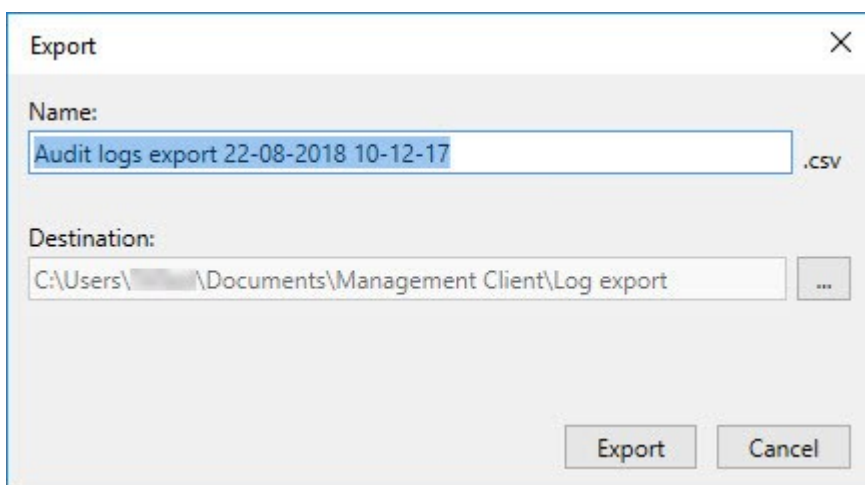 Export
Name:
Audit logs export 22-08-2018 10-12-17
.csv
Destination:
C:\Users\ \Documents\Management Client\Log export
...
Export Cancel